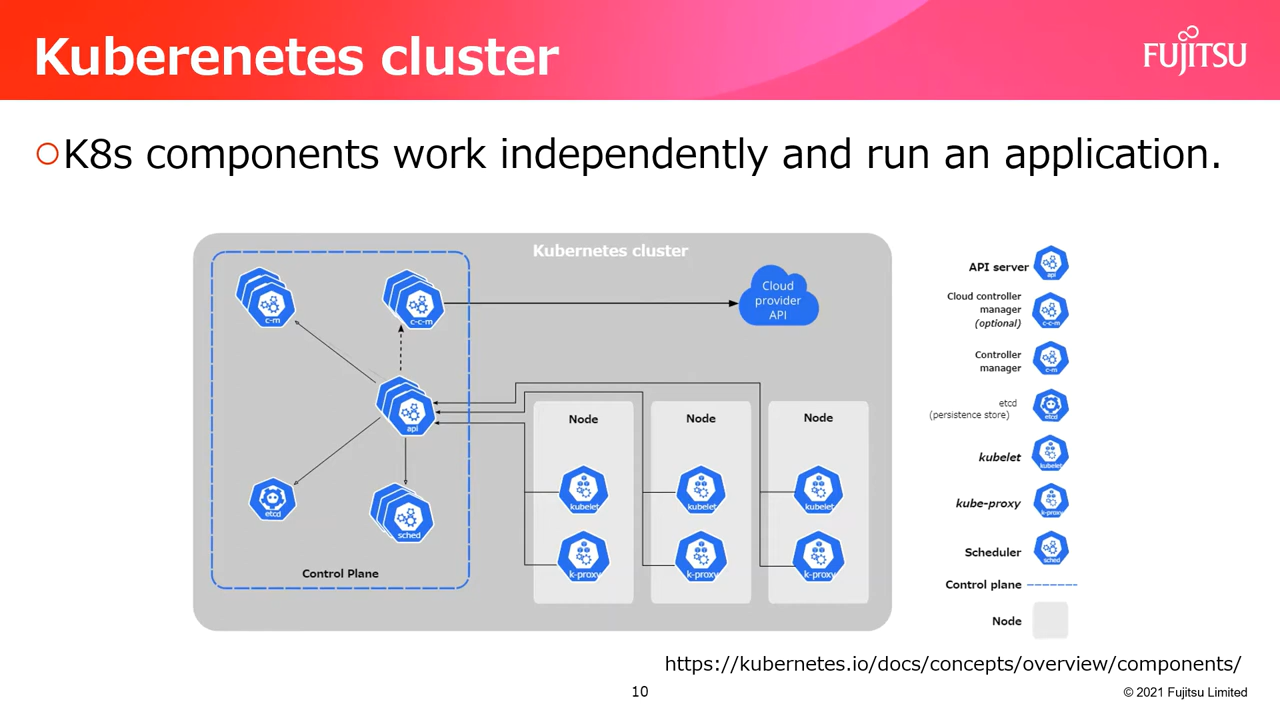 Kuberenetes cluster
FUJITSU
K8s components work independently and run an application.
Kubernetes cluster
c-m
c-c-m
Cloud
provider
API
api
etcd
sched
Control Plane
Node
kubelet
k-proxy
Node
kubelet
k-proxy
Node
kubelet
k-proxy
API server
api
Cloud controller
manager
(optional)
c-c-m
Controller
manager
c-m
etcd
(persistence store)
etcd
kubelet
kubelet
kube-proxy
k-proxy
Scheduler
sched
Control plane
Node
https://kubernetes.io/docs/concepts/overview/components/
10
© 2021 Fujitsu Limited